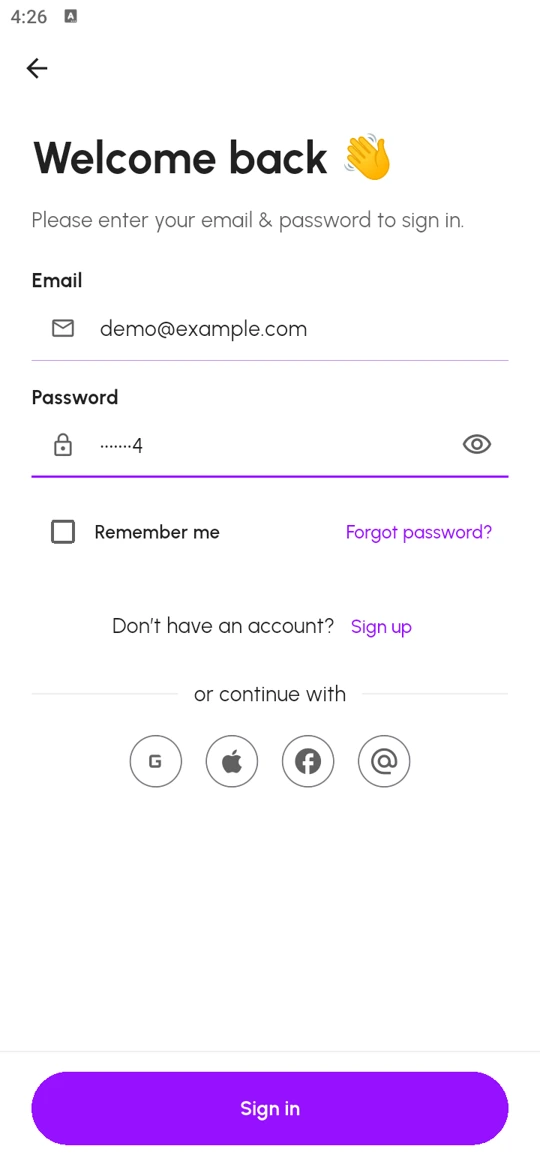 4:26 A
Welcome back 👋
Please enter your email & password to sign in.
Email
demo@example.com
Password
·······4
Remember me Forgot password?
Don't have an account? Sign up
or continue with
G
Sign in